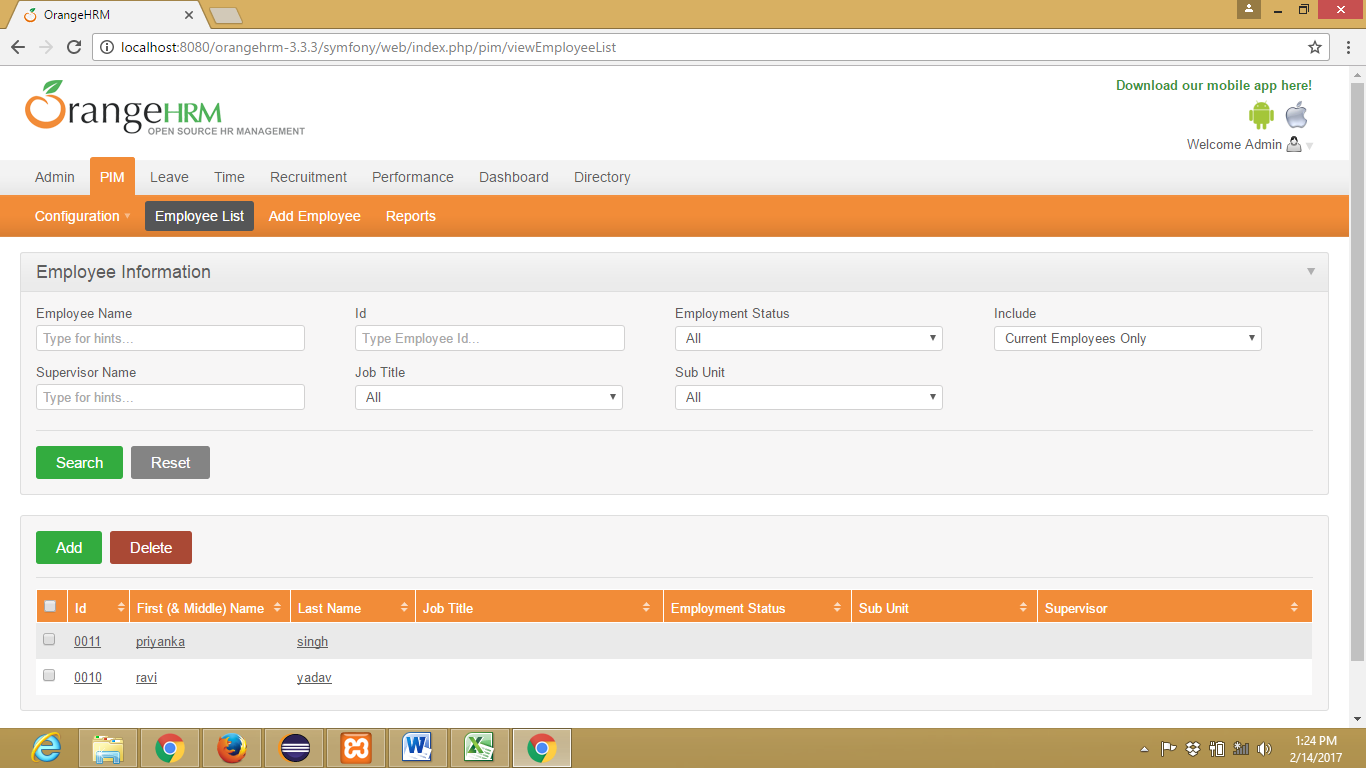 OrangeHRM
localhost:8080/orangehrm-3.3.3/symfony/web/index.php/pim/viewEmployeeList
OrangeHRM
OPEN SOURCE HR MANAGEMENT
Download our mobile app here!
Welcome Admin
Admin PIM Leave Time Recruitment Performance Dashboard Directory
Configuration Employee List Add Employee Reports
Employee Information
Employee Name Id Employment Status Include
Type for hints... Type Employee Id... All Current Employees Only
Supervisor Name Job Title Sub Unit
Type for hints... All All
Search Reset
Add Delete
Id First (& Middle) Name Last Name Job Title Employment Status Sub Unit Supervisor
0011 priyanka singh
0010 ravi yadav
1:24 PM
2/14/2017